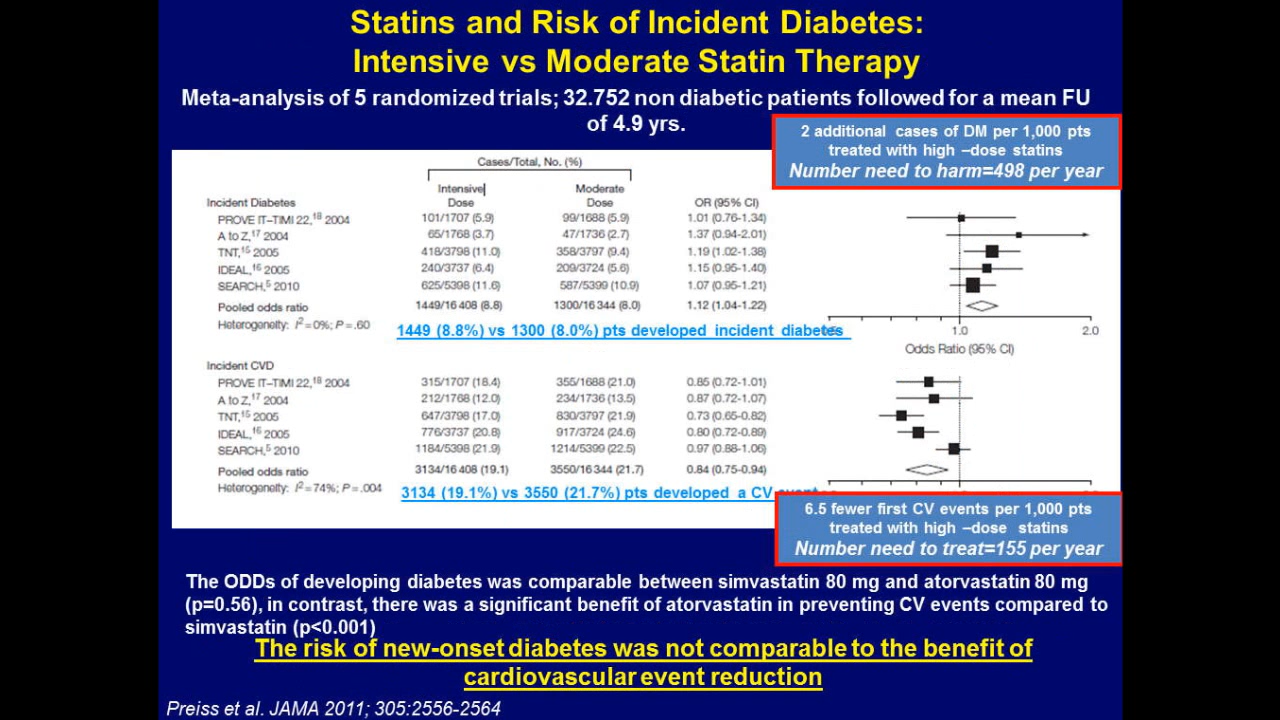 Statins and Risk of Incident Diabetes:
Intensive vs Moderate Statin Therapy
Meta-analysis of 5 randomized trials; 32.752 non diabetic patients followed for a mean FU
of 4.9 yrs.
2 additional cases of DM per 1,000 pts
treated with high –dose statins
Number need to harm=498 per year
Cases/Total, No. (%)
Intensive Moderate
Incident Diabetes Dose Dose OR (95% CI)
PROVE IT–TIMI 22,18 2004 101/1707 (5.9) 99/1688 (5.9) 1.01 (0.76-1.34)
A to Z,17 2004 65/1768 (3.7) 47/1736 (2.7) 1.37 (0.94-2.01)
TNT,15 2005 418/3798 (11.0) 358/3797 (9.4) 1.19 (1.02-1.38)
IDEAL,16 2005 240/3737 (6.4) 209/3724 (5.6) 1.15 (0.95-1.40)
SEARCH,5 2010 625/5398 (11.6) 587/5399 (10.9) 1.07 (0.95-1.21)
Pooled odds ratio 1449/16 408 (8.8) 1300/16 344 (8.0) 1.12 (1.04-1.22)
Heterogeneity: I2=0%; P=.60
1449 (8.8%) vs 1300 (8.0%) pts developed incident diabetes
1.0 2.0
Odds Ratio (95% CI)
Incident CVD
PROVE IT–TIMI 22,18 2004 315/1707 (18.4) 355/1688 (21.0) 0.85 (0.72-1.01)
A to Z,17 2004 212/1768 (12.0) 234/1736 (13.5) 0.87 (0.72-1.07)
TNT,15 2005 647/3798 (17.0) 830/3797 (21.9) 0.73 (0.65-0.82)
IDEAL,16 2005 776/3737 (20.8) 917/3724 (24.6) 0.80 (0.72-0.89)
SEARCH,5 2010 1184/5398 (21.9) 1214/5399 (22.5) 0.97 (0.88-1.06)
Pooled odds ratio 3134/16 408 (19.1) 3550/16 344 (21.7) 0.84 (0.75-0.94)
Heterogeneity: I2=74%; P=.004
3134 (19.1%) vs 3550 (21.7%) pts developed a CV event
6.5 fewer first CV events per 1,000 pts
treated with high –dose statins
Number need to treat=155 per year
The ODDs of developing diabetes was comparable between simvastatin 80 mg and atorvastatin 80 mg
(p=0.56), in contrast, there was a significant benefit of atorvastatin in preventing CV events compared to
simvastatin (p<0.001)
The risk of new-onset diabetes was not comparable to the benefit of
cardiovascular event reduction
Preiss et al. JAMA 2011; 305:2556-2564